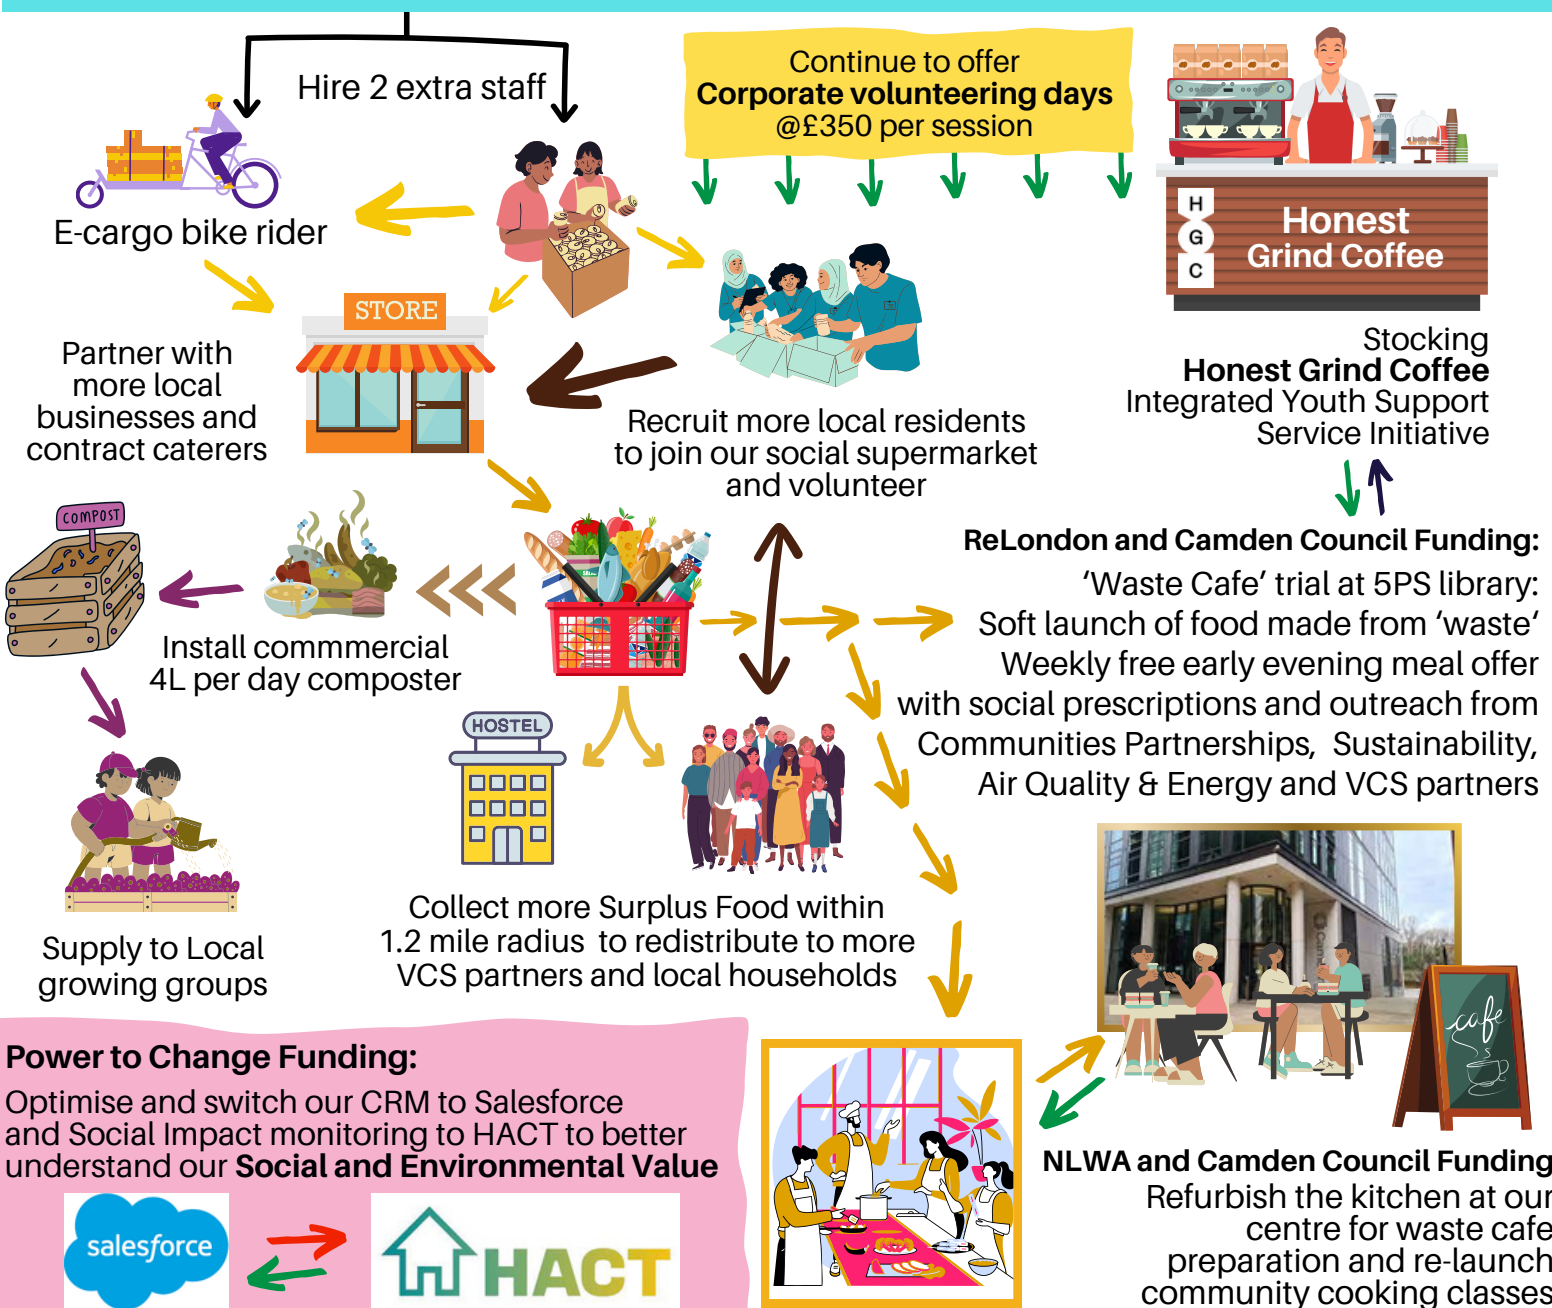 Hire 2 extra staff
Continue to offer
Corporate volunteering days
@£350 per session
E-cargo bike rider
H
G
C
Honest
Grind Coffee
STORE
Partner with
more local
businesses and
contract caterers
Recruit more local residents
to join our social supermarket
and volunteer
Stocking
Honest Grind Coffee
Integrated Youth Support
Service Initiative
COMPOST
Install commmercial
4L per day composter
ReLondon and Camden Council Funding:
‘Waste Cafe’ trial at 5PS library:
Soft launch of food made from ‘waste‘
Weekly free early evening meal offer
with social prescriptions and outreach from
Communities Partnerships, Sustainability,
Air Quality & Energy and VCS partners
HOSTEL
Supply to Local
growing groups
Collect more Surplus Food within
1.2 mile radius to redistribute to more
VCS partners and local households
cafe
Power to Change Funding:
Optimise and switch our CRM to Salesforce
and Social Impact monitoring to HACT to better
understand our Social and Environmental Value
salesforce
HACT
NLWA and Camden Council Funding
Refurbish the kitchen at our
centre for waste cafe
preparation and re-launch
community cooking classes